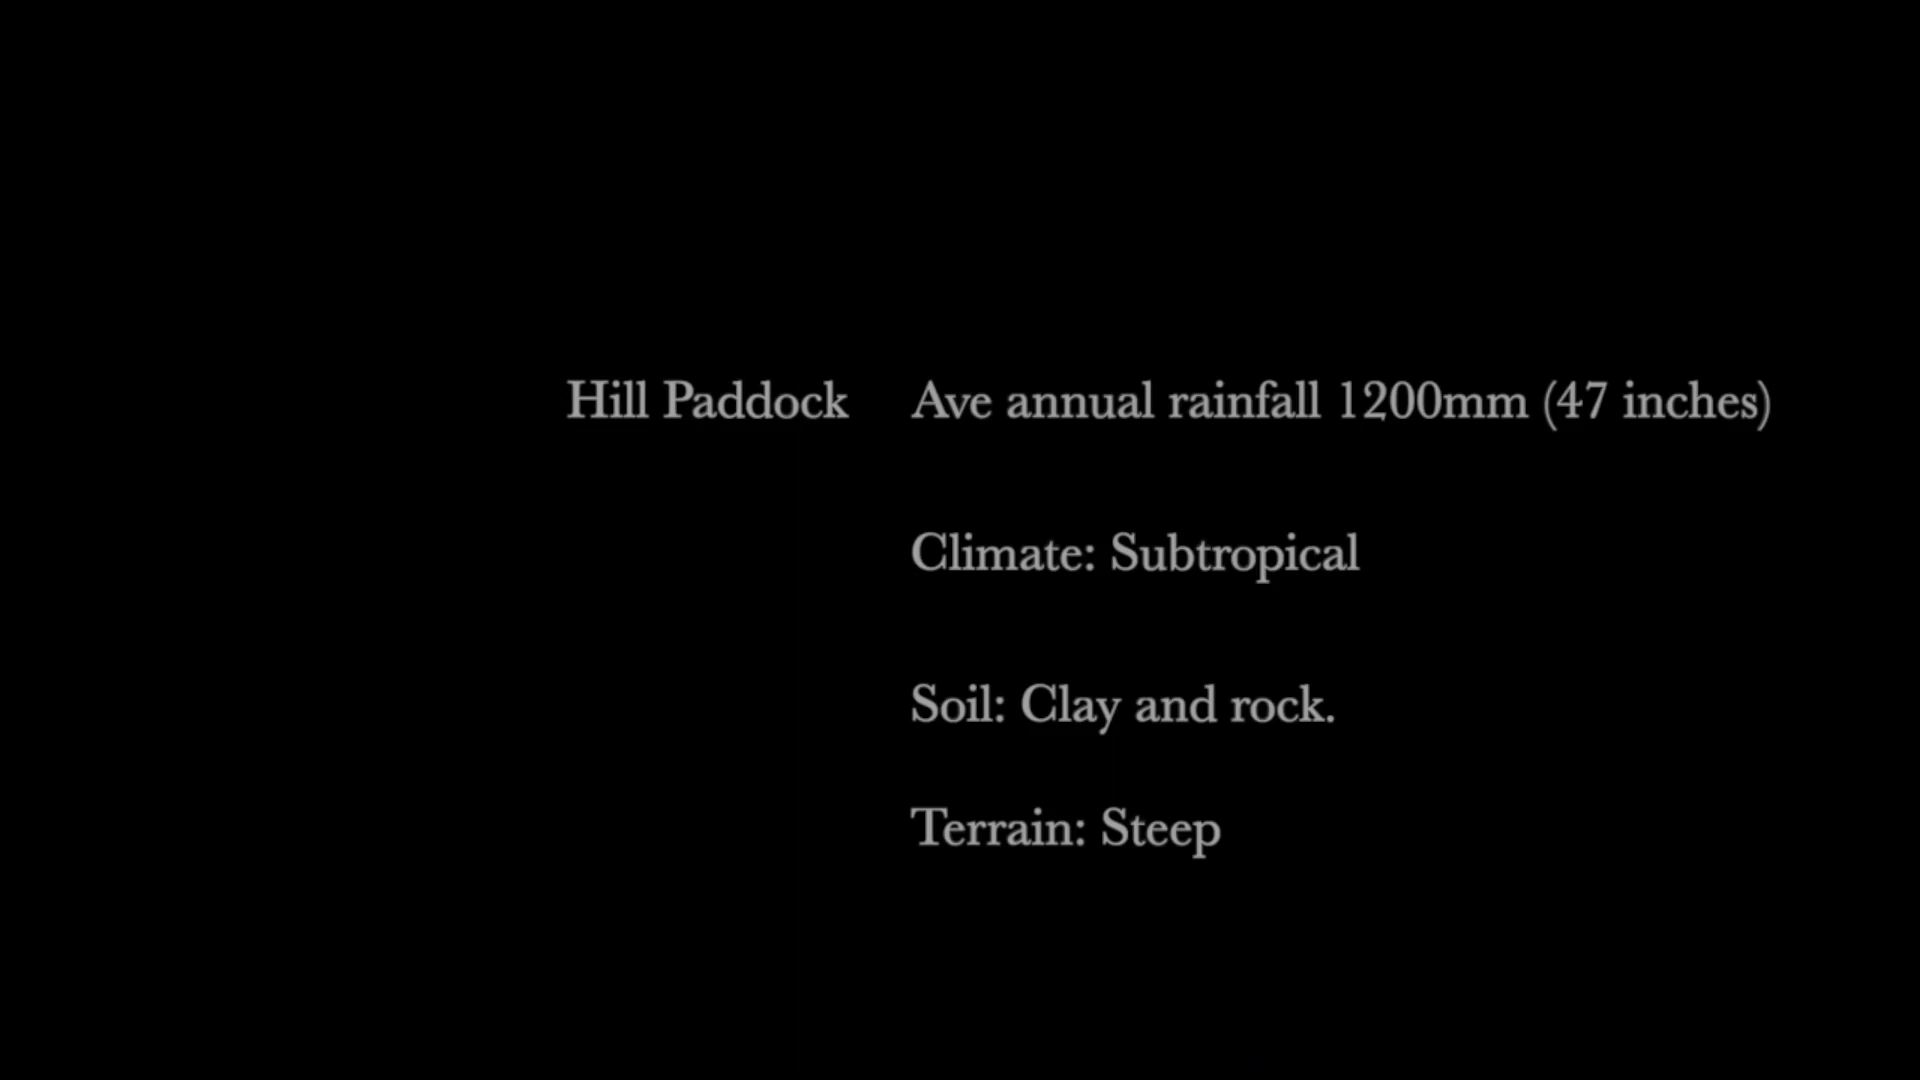 Hill Paddock Ave annual rainfall 1200mm (47 inches)
Climate: Subtropical
Soil: Clay and rock.
Terrain: Steep